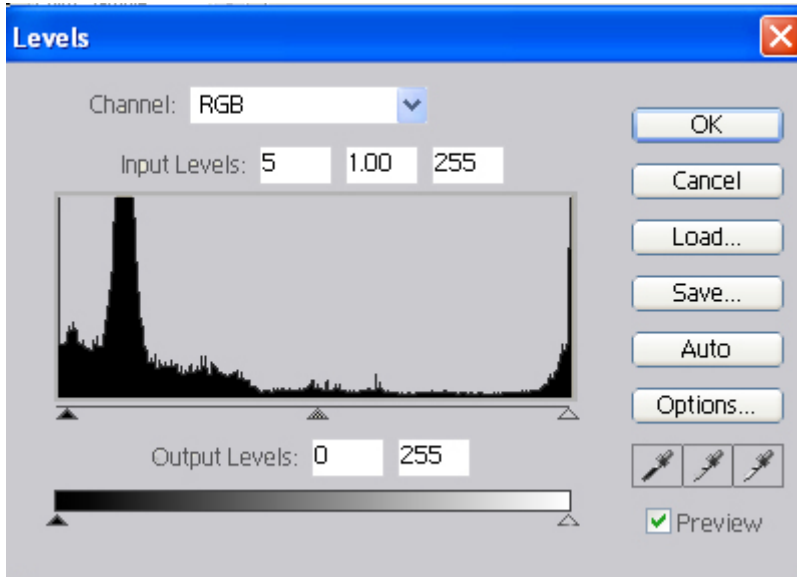 Levels
Channel: RGB
OK
Input Levels: 5 1.00 255
Cancel
Load...
Save...
Auto
Options...
Output Levels: 0 255
Preview